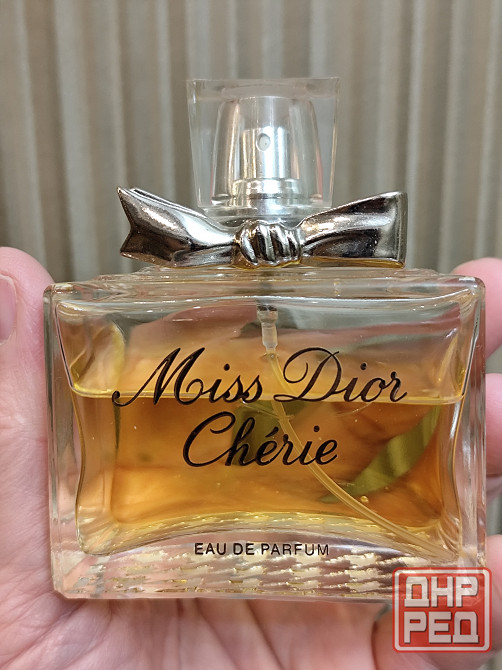 Miss Dior
Chérie
EAU DE PARFUM
ДНР
РЕД